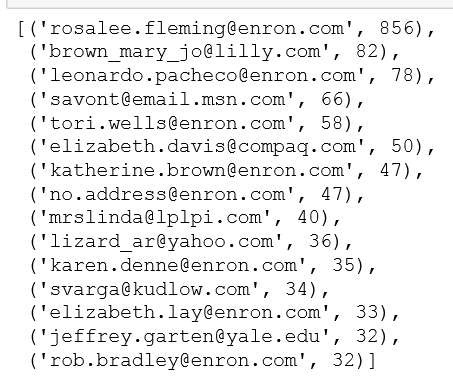 [('rosalee.fleming@enron.com', 856),
('brown_mary_jo@lilly.com', 82),
('leonardo.pacheco@enron.com', 78),
('savont@email.msn.com', 66),
('tori.wells@enron.com', 58),
('elizabeth.davis@compaq.com', 50),
('katherine.brown@enron.com', 47),
('no.address@enron.com', 47),
('mrslinda@lplpi.com', 40),
('lizard_ar@yahoo.com', 36),
('karen.denne@enron.com', 35),
('svarga@kudlow.com', 34),
('elizabeth.lay@enron.com', 33),
('jeffrey.garten@yale.edu', 32),
('rob.bradley@enron.com', 32)]